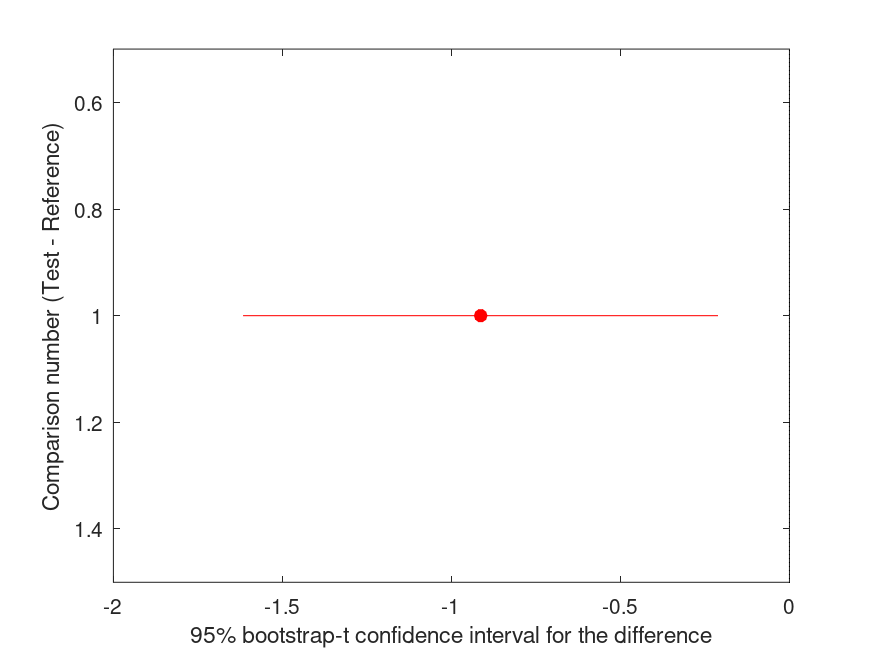 Comparison number (Test - Reference)
0.6
0.8
1
1.2
1.4
-2 -1.5 -1 -0.5 0
95% bootstrap-t confidence interval for the difference